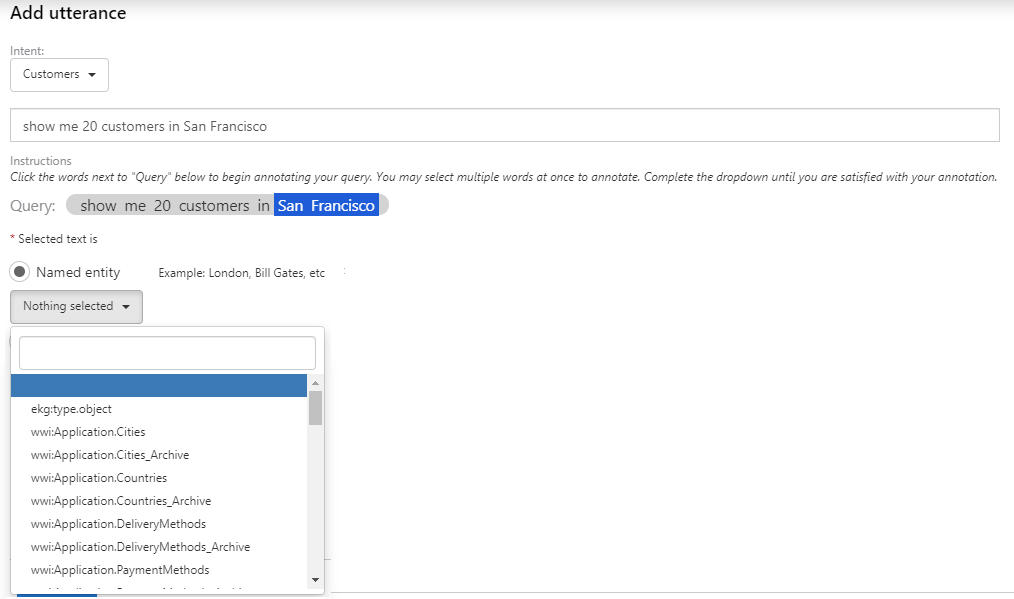 Add utterance
Intent:
Customers
show me 20 customers in San Francisco
Instructions
Click the words next to "Query" below to begin annotating your query. You may select multiple words at once to annotate. Complete the dropdown until you are satisfied with your annotation.
Query: show me 20 customers in San Francisco
* Selected text is
Named entity Example: London, Bill Gates, etc
Nothing selected
ekg:type.object
wwi:Application.Cities
wwi:Application.Cities_Archive
wwi:Application.Countries
wwi:Application.Countries_Archive
wwi:Application.DeliveryMethods
wwi:Application.DeliveryMethods_Archive
wwi:Application.PaymentMethods